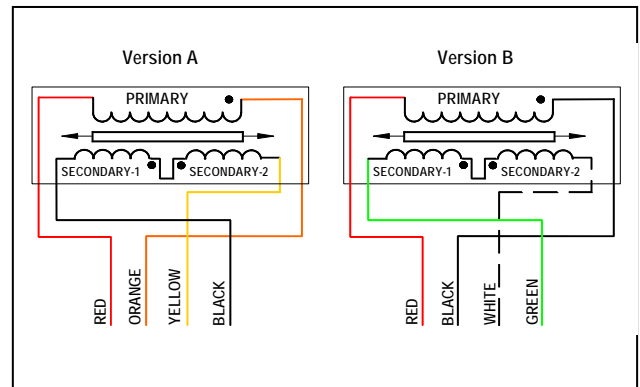 Version A
PRIMARY
SECONDARY-1
SECONDARY-2
RED
ORANGE
YELLOW
BLACK
Version B
PRIMARY
SECONDARY-1
SECONDARY-2
RED
BLACK
WHITE
GREEN